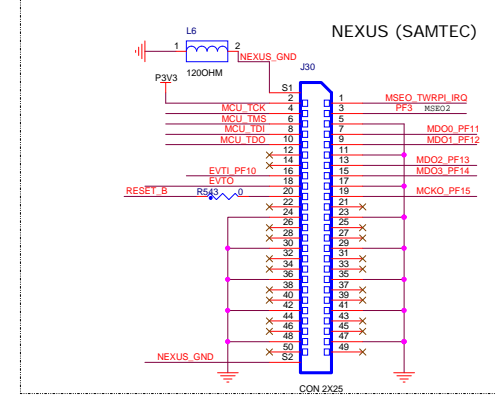 NEXUS (SAMTEC)
L6
1 2
NEXUS_GND
120OHM
J30
P3V3
S1
2 1 MSEO_TWRPI_IRQ
MCU_TCK 4 3 PF3 MSEO2
MCU_TMS 6 5
MCU_TDI 8 7 MDO0_PF11
MCU_TDO 10 9 MDO1_PF12
12 11
14 13 MDO2_PF13
EVTI_PF10 16 15 MDO3_PF14
EVTO 18 17
RESET_B R543 0 20 19 MCKO_PF15
22 21
24 23
26 25
28 27
30 29
32 31
34 33
36 35
38 37
40 39
42 41
44 43
46 45
48 47
50 49
NEXUS_GND S2
CON 2X25